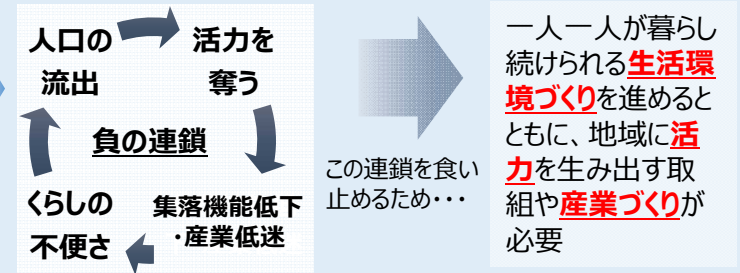 人口の
流出
活力を
奪う
負の連鎖
くらしの
不便さ
集落機能低下
・産業低迷
この連鎖を食い
止めるため・・・
一人一人が暮らし
続けられる生活環
境づくりを進めると
ともに、地域に活
力を生み出す取
組や産業づくりが
必要